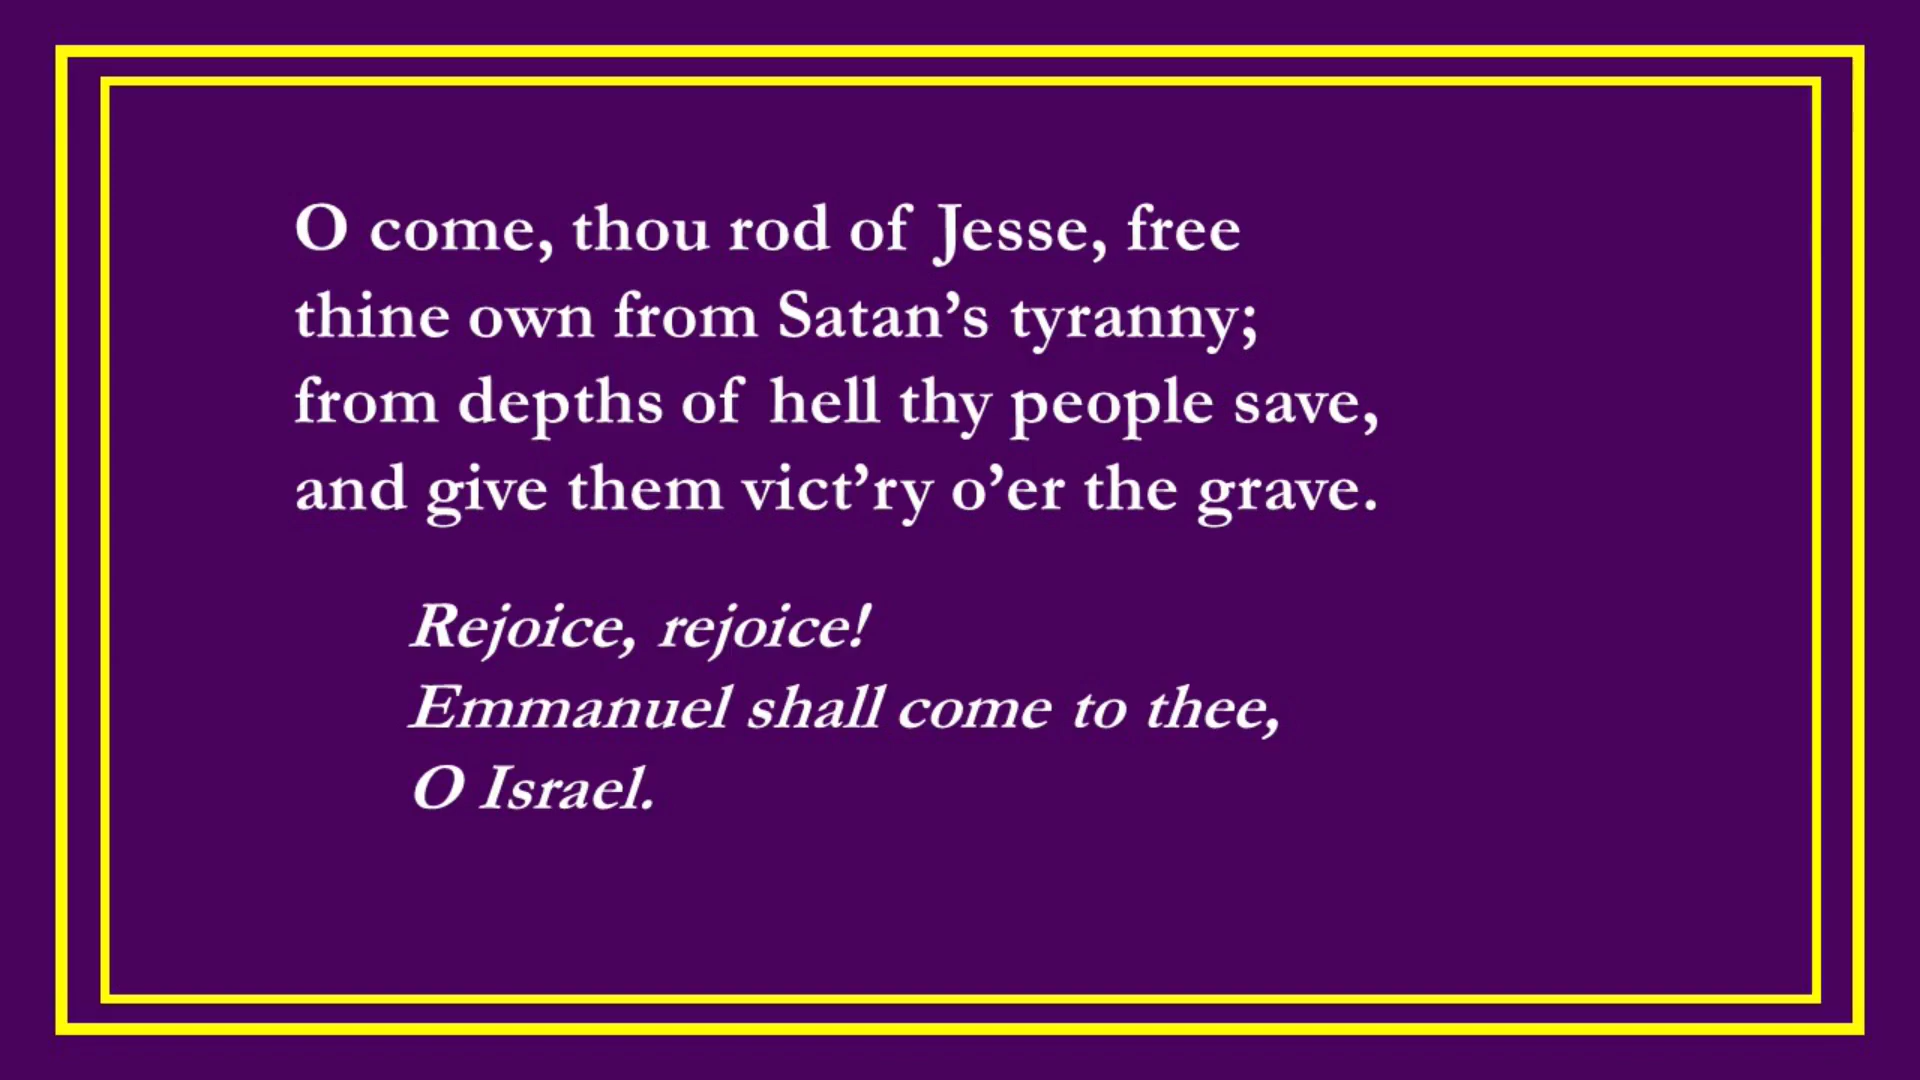 O come, thou rod of Jesse, free
thine own from Satan’s tyranny;
from depths of hell thy people save,
and give them vict’ry o’er the grave.
Rejoice, rejoice!
Emmanuel shall come to thee,
O Israel.